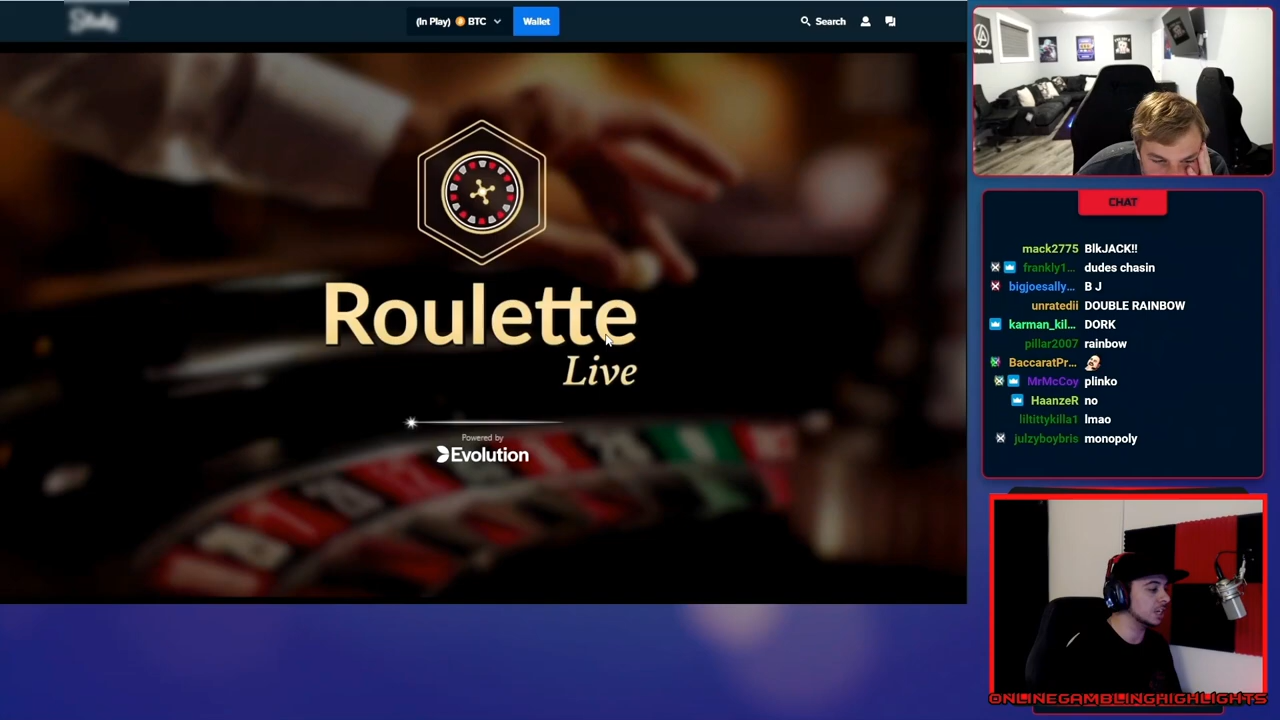 (In Play) BTC
Wallet
Search
Roulette
Live
Powered by
Evolution
CHAT
mack2775 BlkJACK!!
frankly1... dudes chasin
bigjoesally... B J
unratedii DOUBLE RAINBOW
karman_kil... DORK
pillar2007 rainbow
BaccaratPr...
MrMcCoy plinko
HaanzeR no
liltittykilla1 lmao
julzyboybris monopoly
ONLINEGAMBLINGHIGHLIGHTS